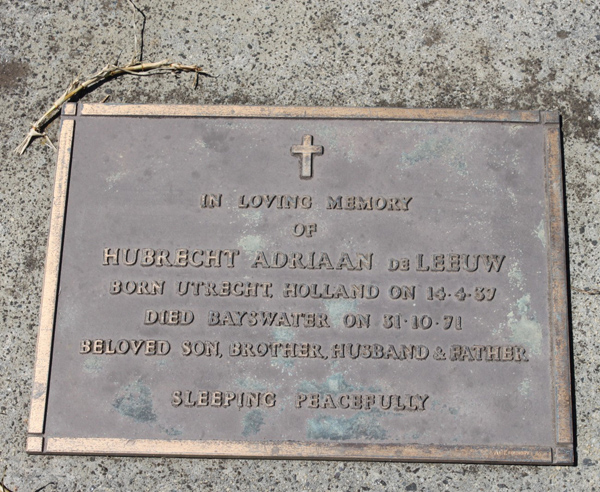 IN LOVING MEMORY
OF
HUBRECHT ADRIAAN DE LEEUW
BORN UTRECHT, HOLLAND ON 14-4-37
DIED BAYSWATER ON 31-10-71
BELOVED SON, BROTHER, HUSBAND & FATHER
SLEEPING PEACEFULLY